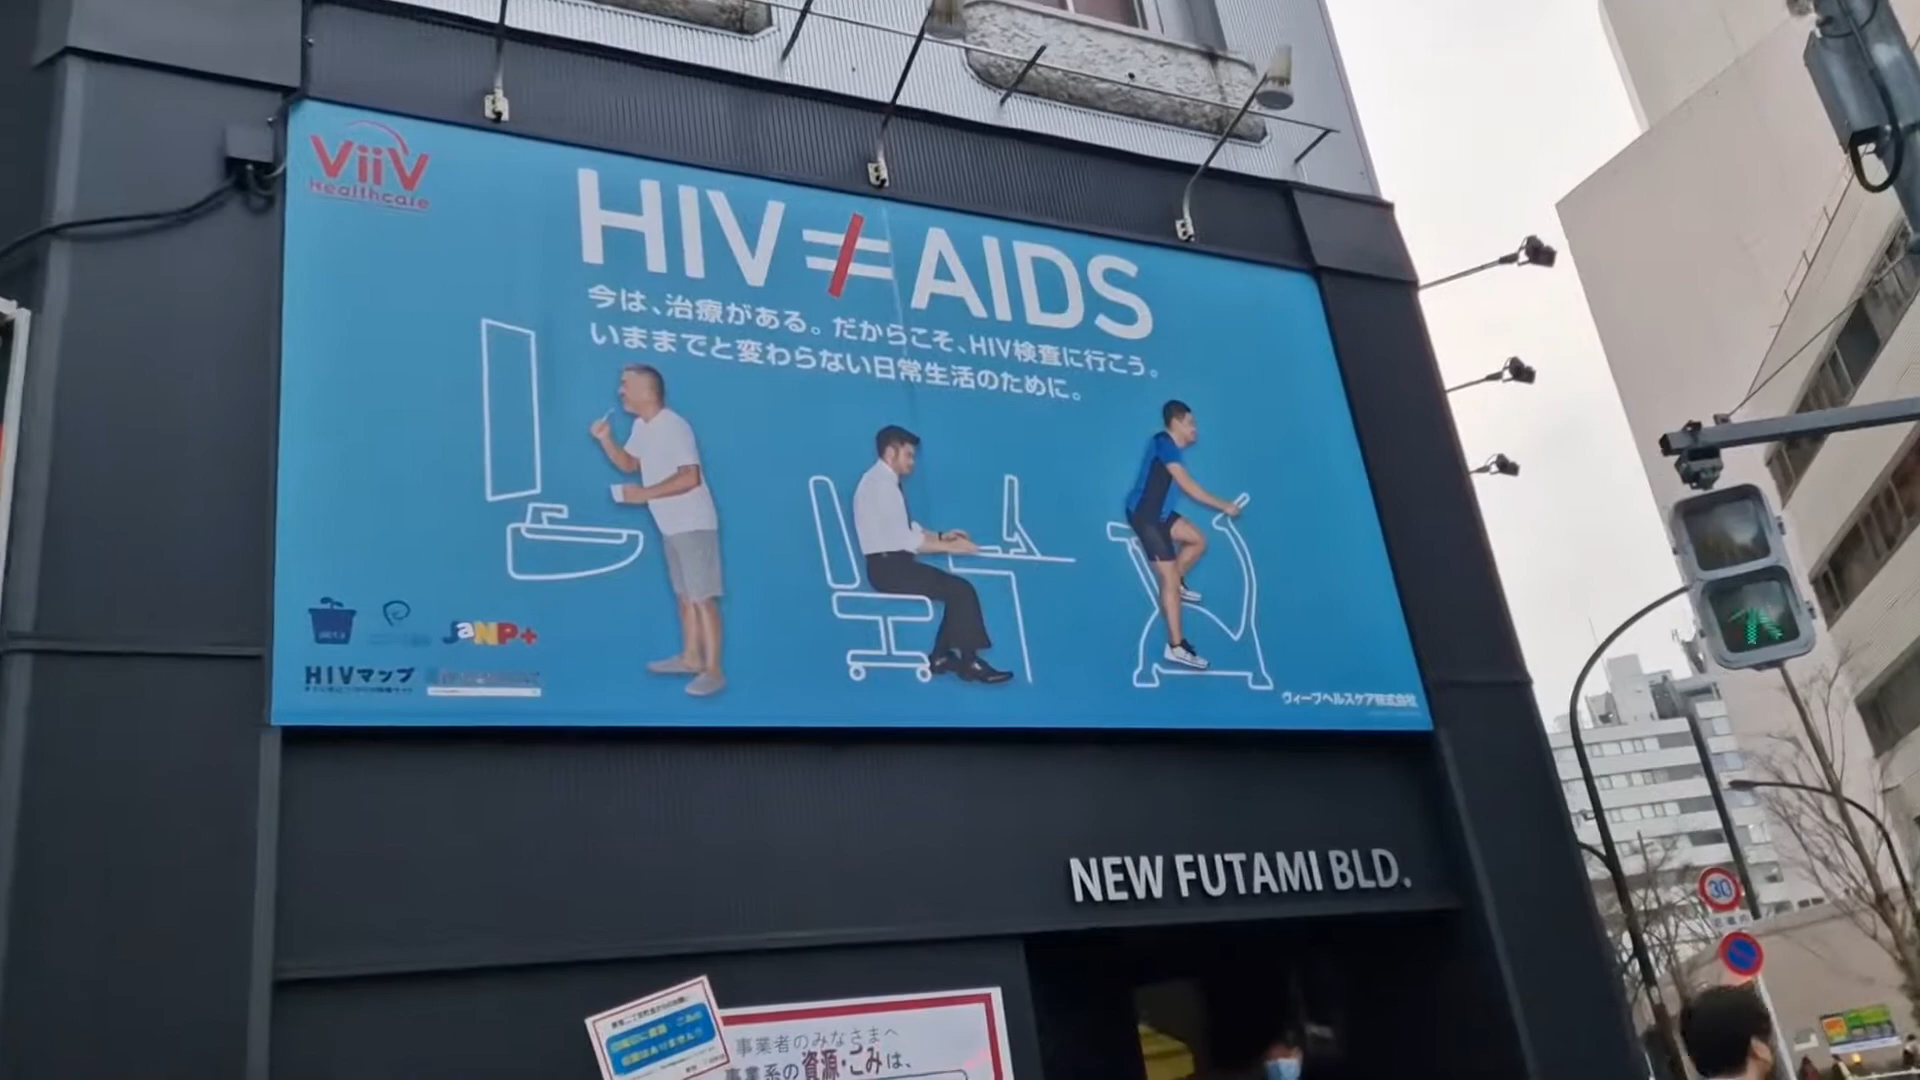 ViiV
Healthcare
HIV≠AIDS
今は、治療がある。だからこそ、HIV検査に行こう。
いままでと変わらない日常生活のために。
JaNP+
HIVマップ
ヴィーブヘルスケア株式会社
NEW FUTAMI BLD.
30
事業者のみなさまへ
事業系の資源・ごみは、